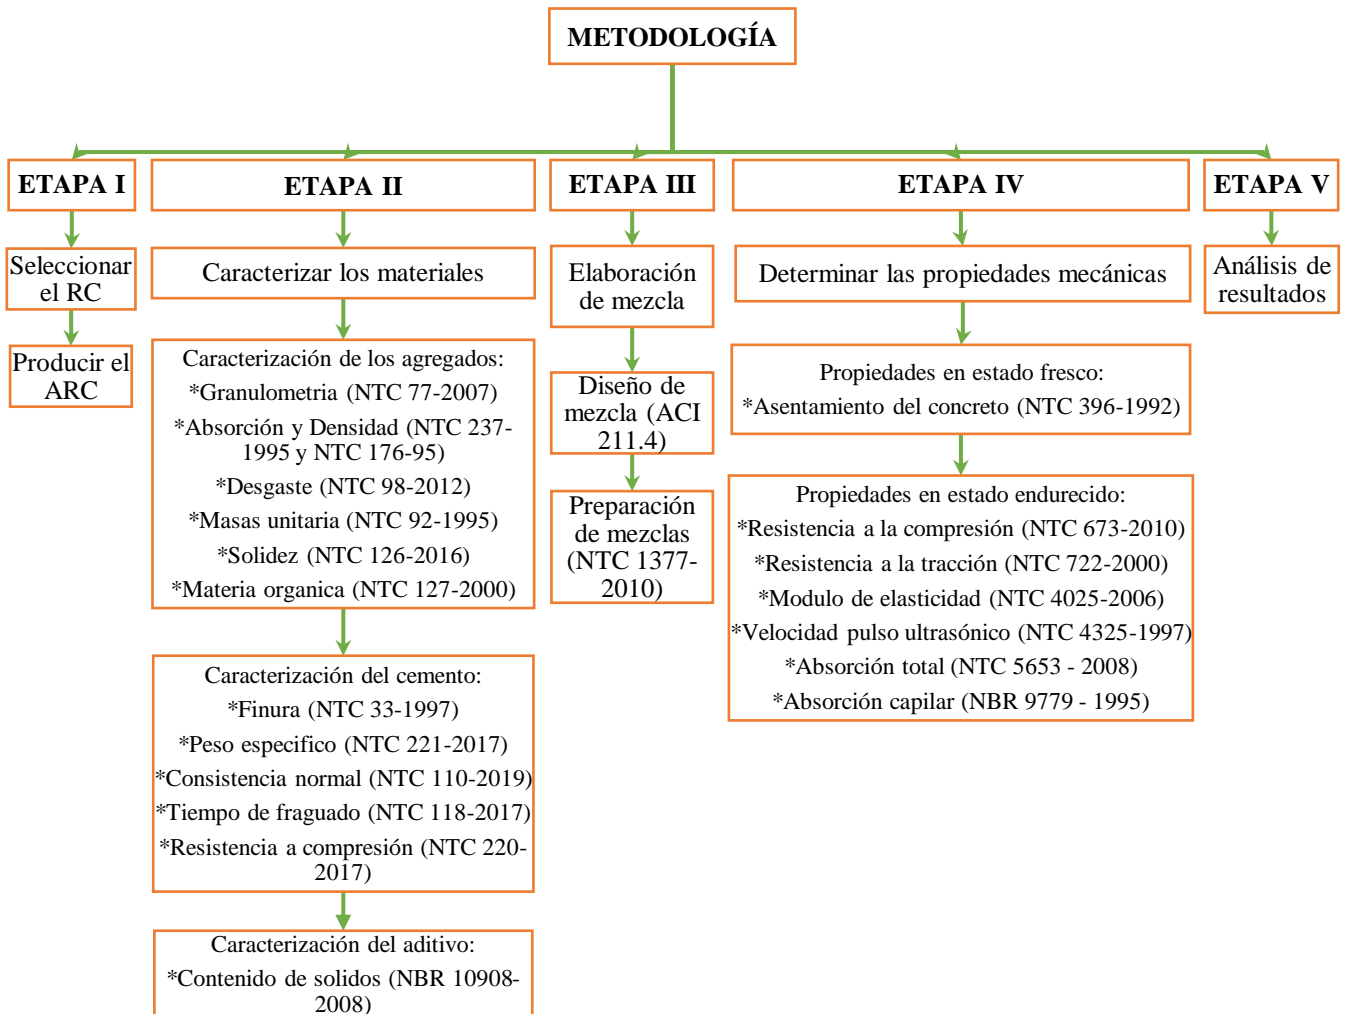 METODOLOGÍA
ETAPA I
Seleccionar
el RC
Producir el
ARC
ETAPA II
Caracterizar los materiales
Caracterización de los agregados:
*Granulometria (NTC 77-2007)
*Absorción y Densidad (NTC 237-
1995 y NTC 176-95)
*Desgaste (NTC 98-2012)
*Masas unitaria (NTC 92-1995)
*Solidez (NTC 126-2016)
*Materia organica (NTC 127-2000)
Caracterización del cemento:
*Finura (NTC 33-1997)
*Peso especifico (NTC 221-2017)
*Consistencia normal (NTC 110-2019)
*Tiempo de fraguado (NTC 118-2017)
*Resistencia a compresión (NTC 220-
2017)
Caracterización del aditivo:
*Contenido de solidos (NBR 10908-
2008)
ETAPA III
Elaboración
de mezcla
Diseño de
mezcla (ACI
211.4)
Preparación
de mezclas
(NTC 1377-
2010)
ETAPA IV
Determinar las propiedades mecánicas
Propiedades en estado fresco:
*Asentamiento del concreto (NTC 396-1992)
Propiedades en estado endurecido:
*Resistencia a la compresión (NTC 673-2010)
*Resistencia a la tracción (NTC 722-2000)
*Modulo de elasticidad (NTC 4025-2006)
*Velocidad pulso ultrasónico (NTC 4325-1997)
*Absorción total (NTC 5653 - 2008)
*Absorción capilar (NBR 9779 - 1995)
ETAPA V
Análisis de
resultados